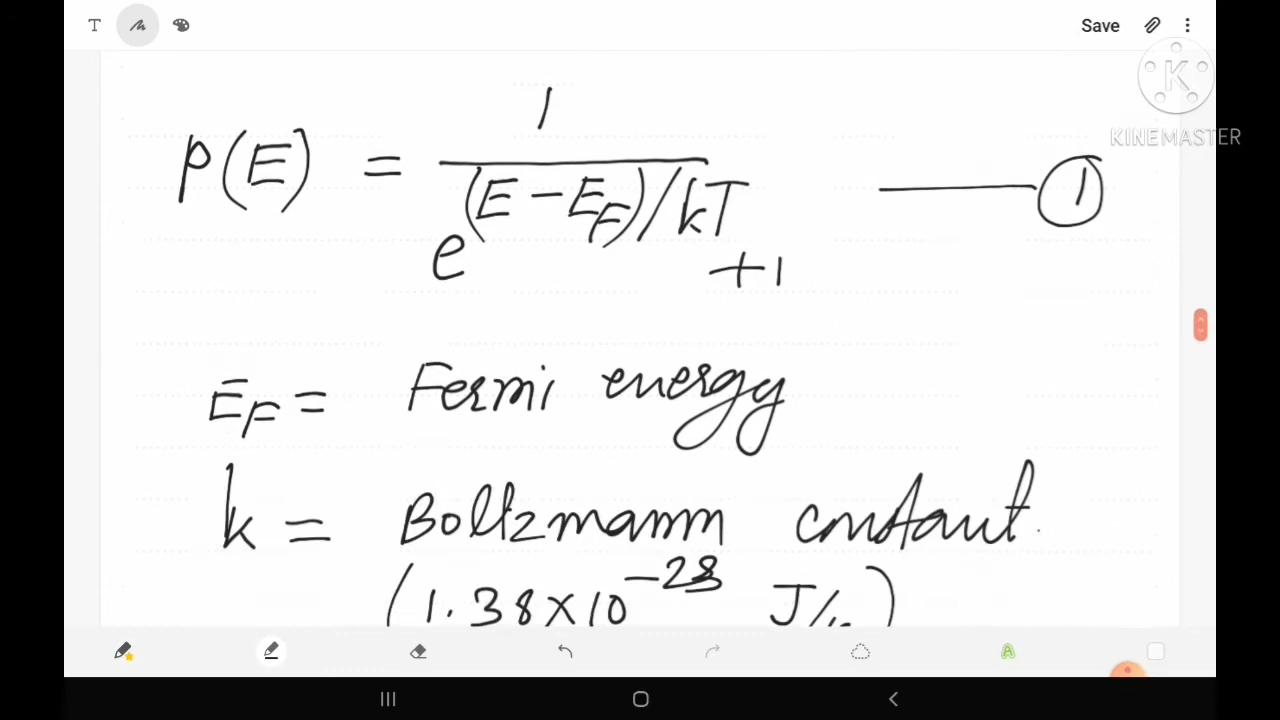 T
Save
K
KINEMASTER
P(E) = 1 / e^(E - E_F)/kT + 1 ——— ①
E_F = Fermi energy
k = Boltzmann constant.
(1.38 × 10^-23 J/K)
A